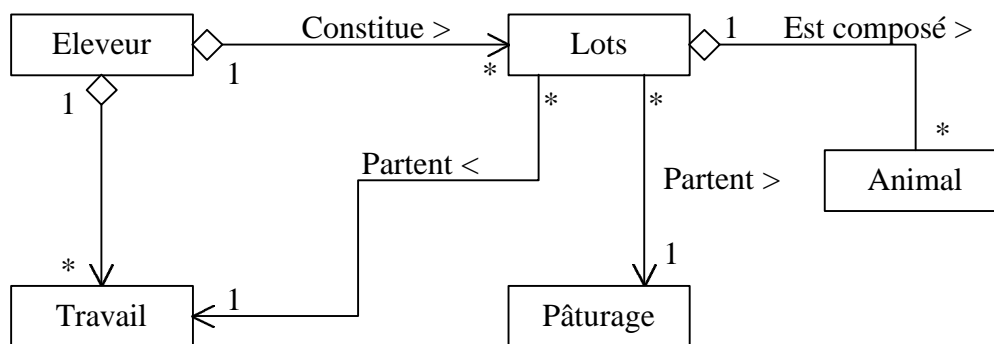 Eleveur
Constitue >
Lots
1
Est composé >
1
1
*
*
*
*
Partent <
Partent >
Animal
*
1
1
Travail
Pâturage